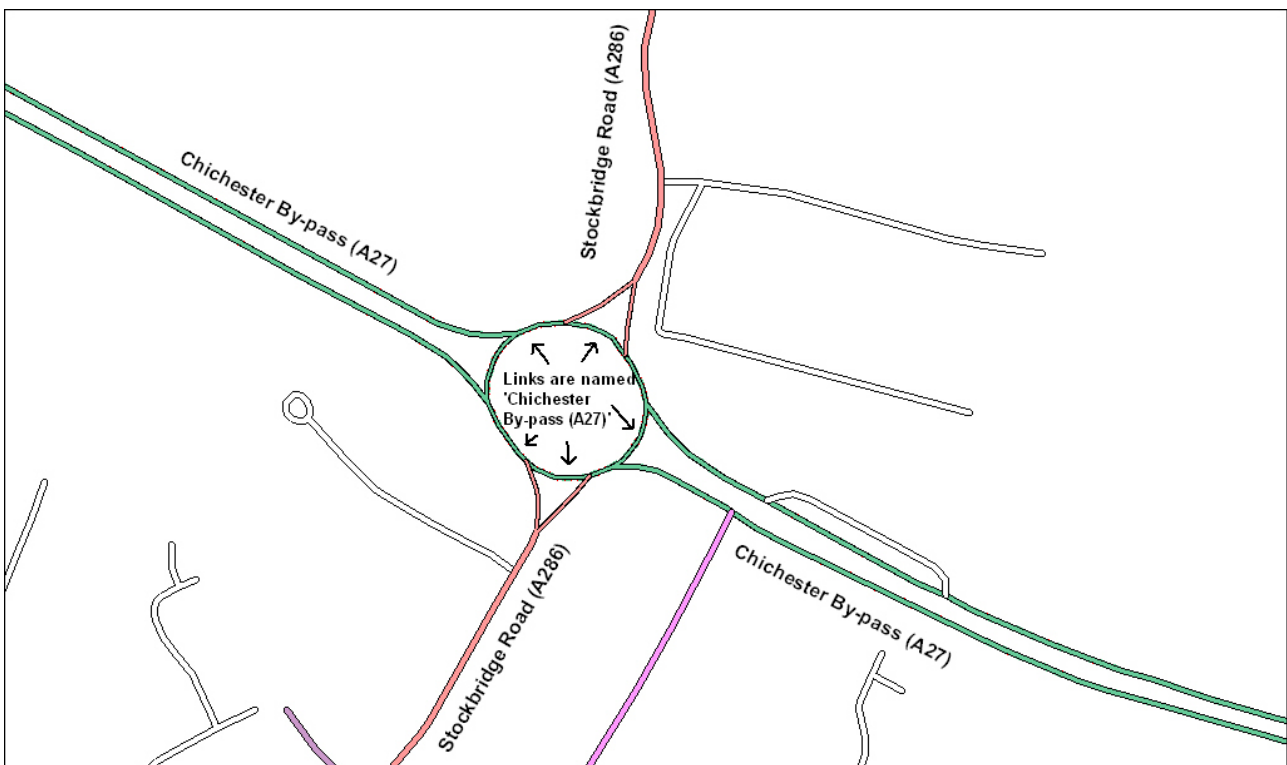 Stockbridge Road (A286)
Chichester By-pass (A27)
Links are named
'Chichester
By-pass (A27)'
Stockbridge Road (A286)
Chichester By-pass (A27)